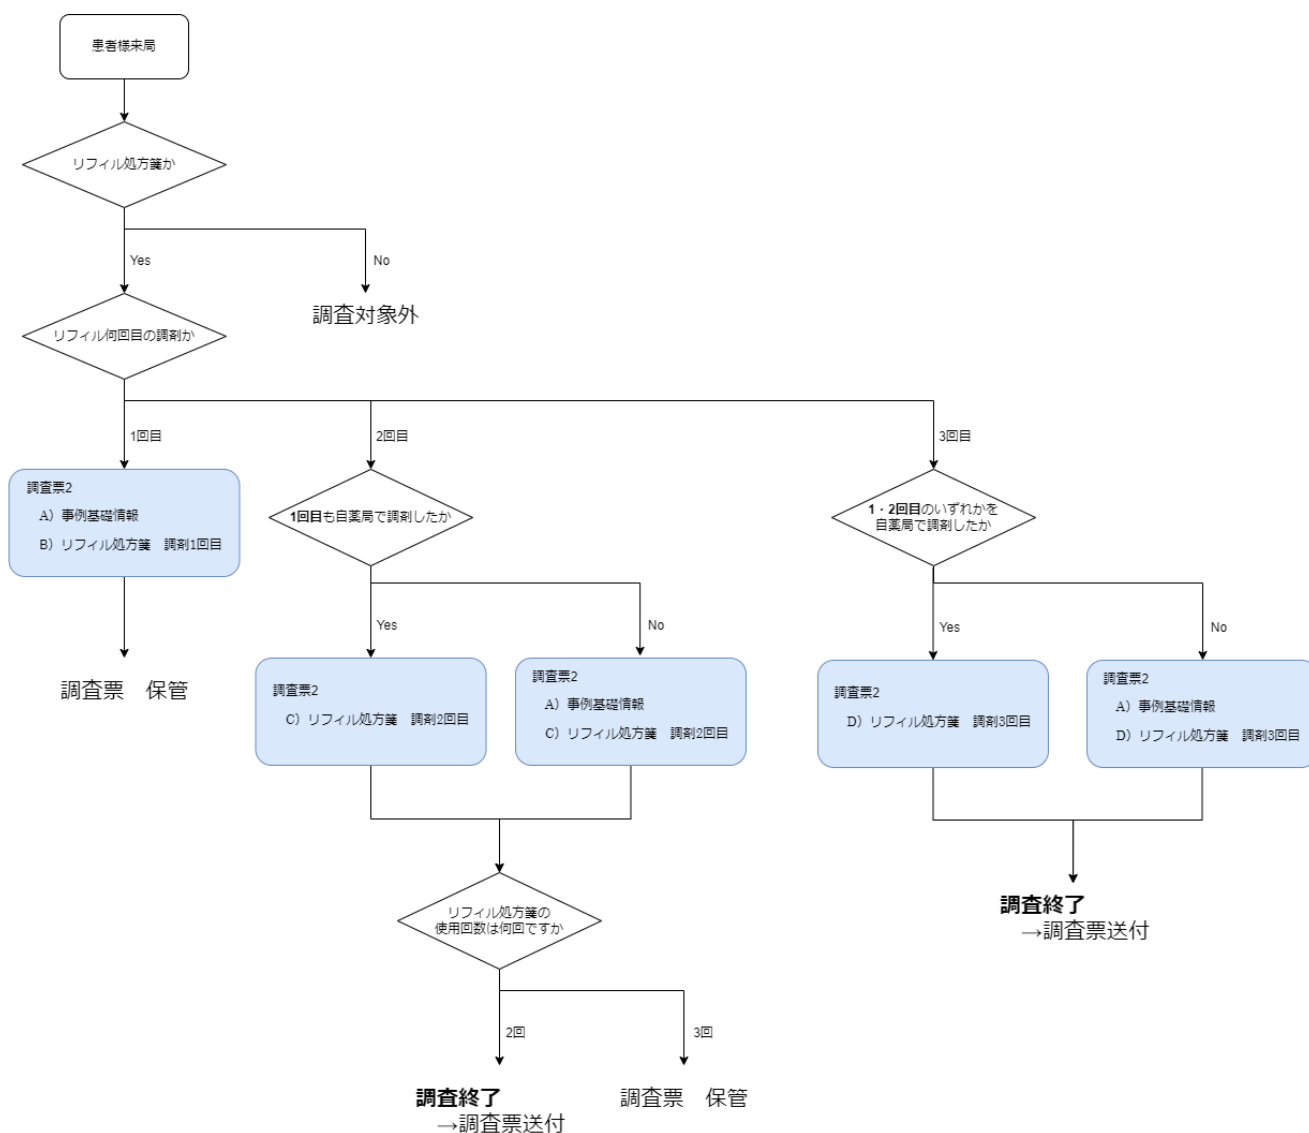 患者様来局
リフィル処方箋か
Yes
No
調査対象外
リフィル何回目の調剤か
1回目
2回目
3回目
調査票2
A）事例基礎情報
B）リフィル処方箋　調剤1回目
1回目も自薬局で調剤したか
1・2回目のいずれかを
自薬局で調剤したか
調査票　保管
Yes
No
Yes
No
調査票2
C）リフィル処方箋　調剤2回目
調査票2
A）事例基礎情報
C）リフィル処方箋　調剤2回目
調査票2
D）リフィル処方箋　調剤3回目
調査票2
A）事例基礎情報
D）リフィル処方箋　調剤3回目
リフィル処方箋の
使用回数は何回ですか
調査終了
→調査票送付
2回
3回
調査終了
→調査票送付
調査票　保管